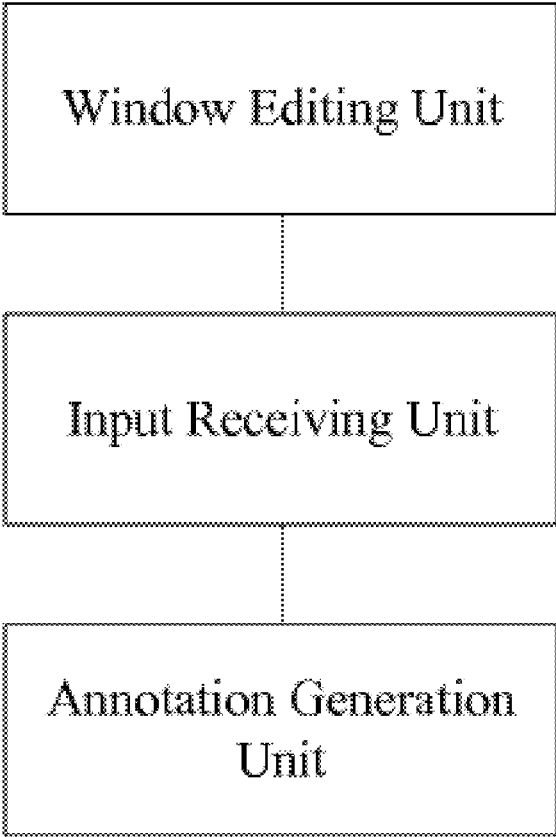 Window Editing Unit
Input Receiving Unit
Annotation Generation
Unit